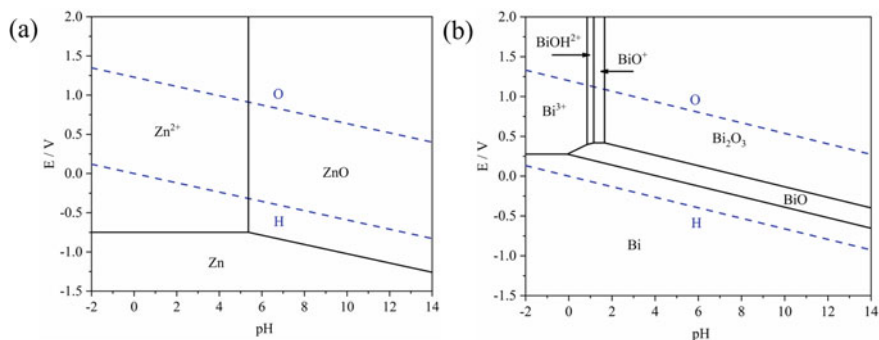 (a)
2.0
1.5
1.0
0.5
0.0
-0.5
-1.0
-1.5
E / V
O
Zn²⁺
ZnO
H
Zn
-2 0 2 4 6 8 10 12 14
pH
(b)
2.0
1.5
1.0
0.5
0.0
-0.5
-1.0
-1.5
E / V
BiOH²⁺
BiO⁺
Bi³⁺
O
Bi₂O₃
BiO
H
Bi
-2 0 2 4 6 8 10 12 14
pH